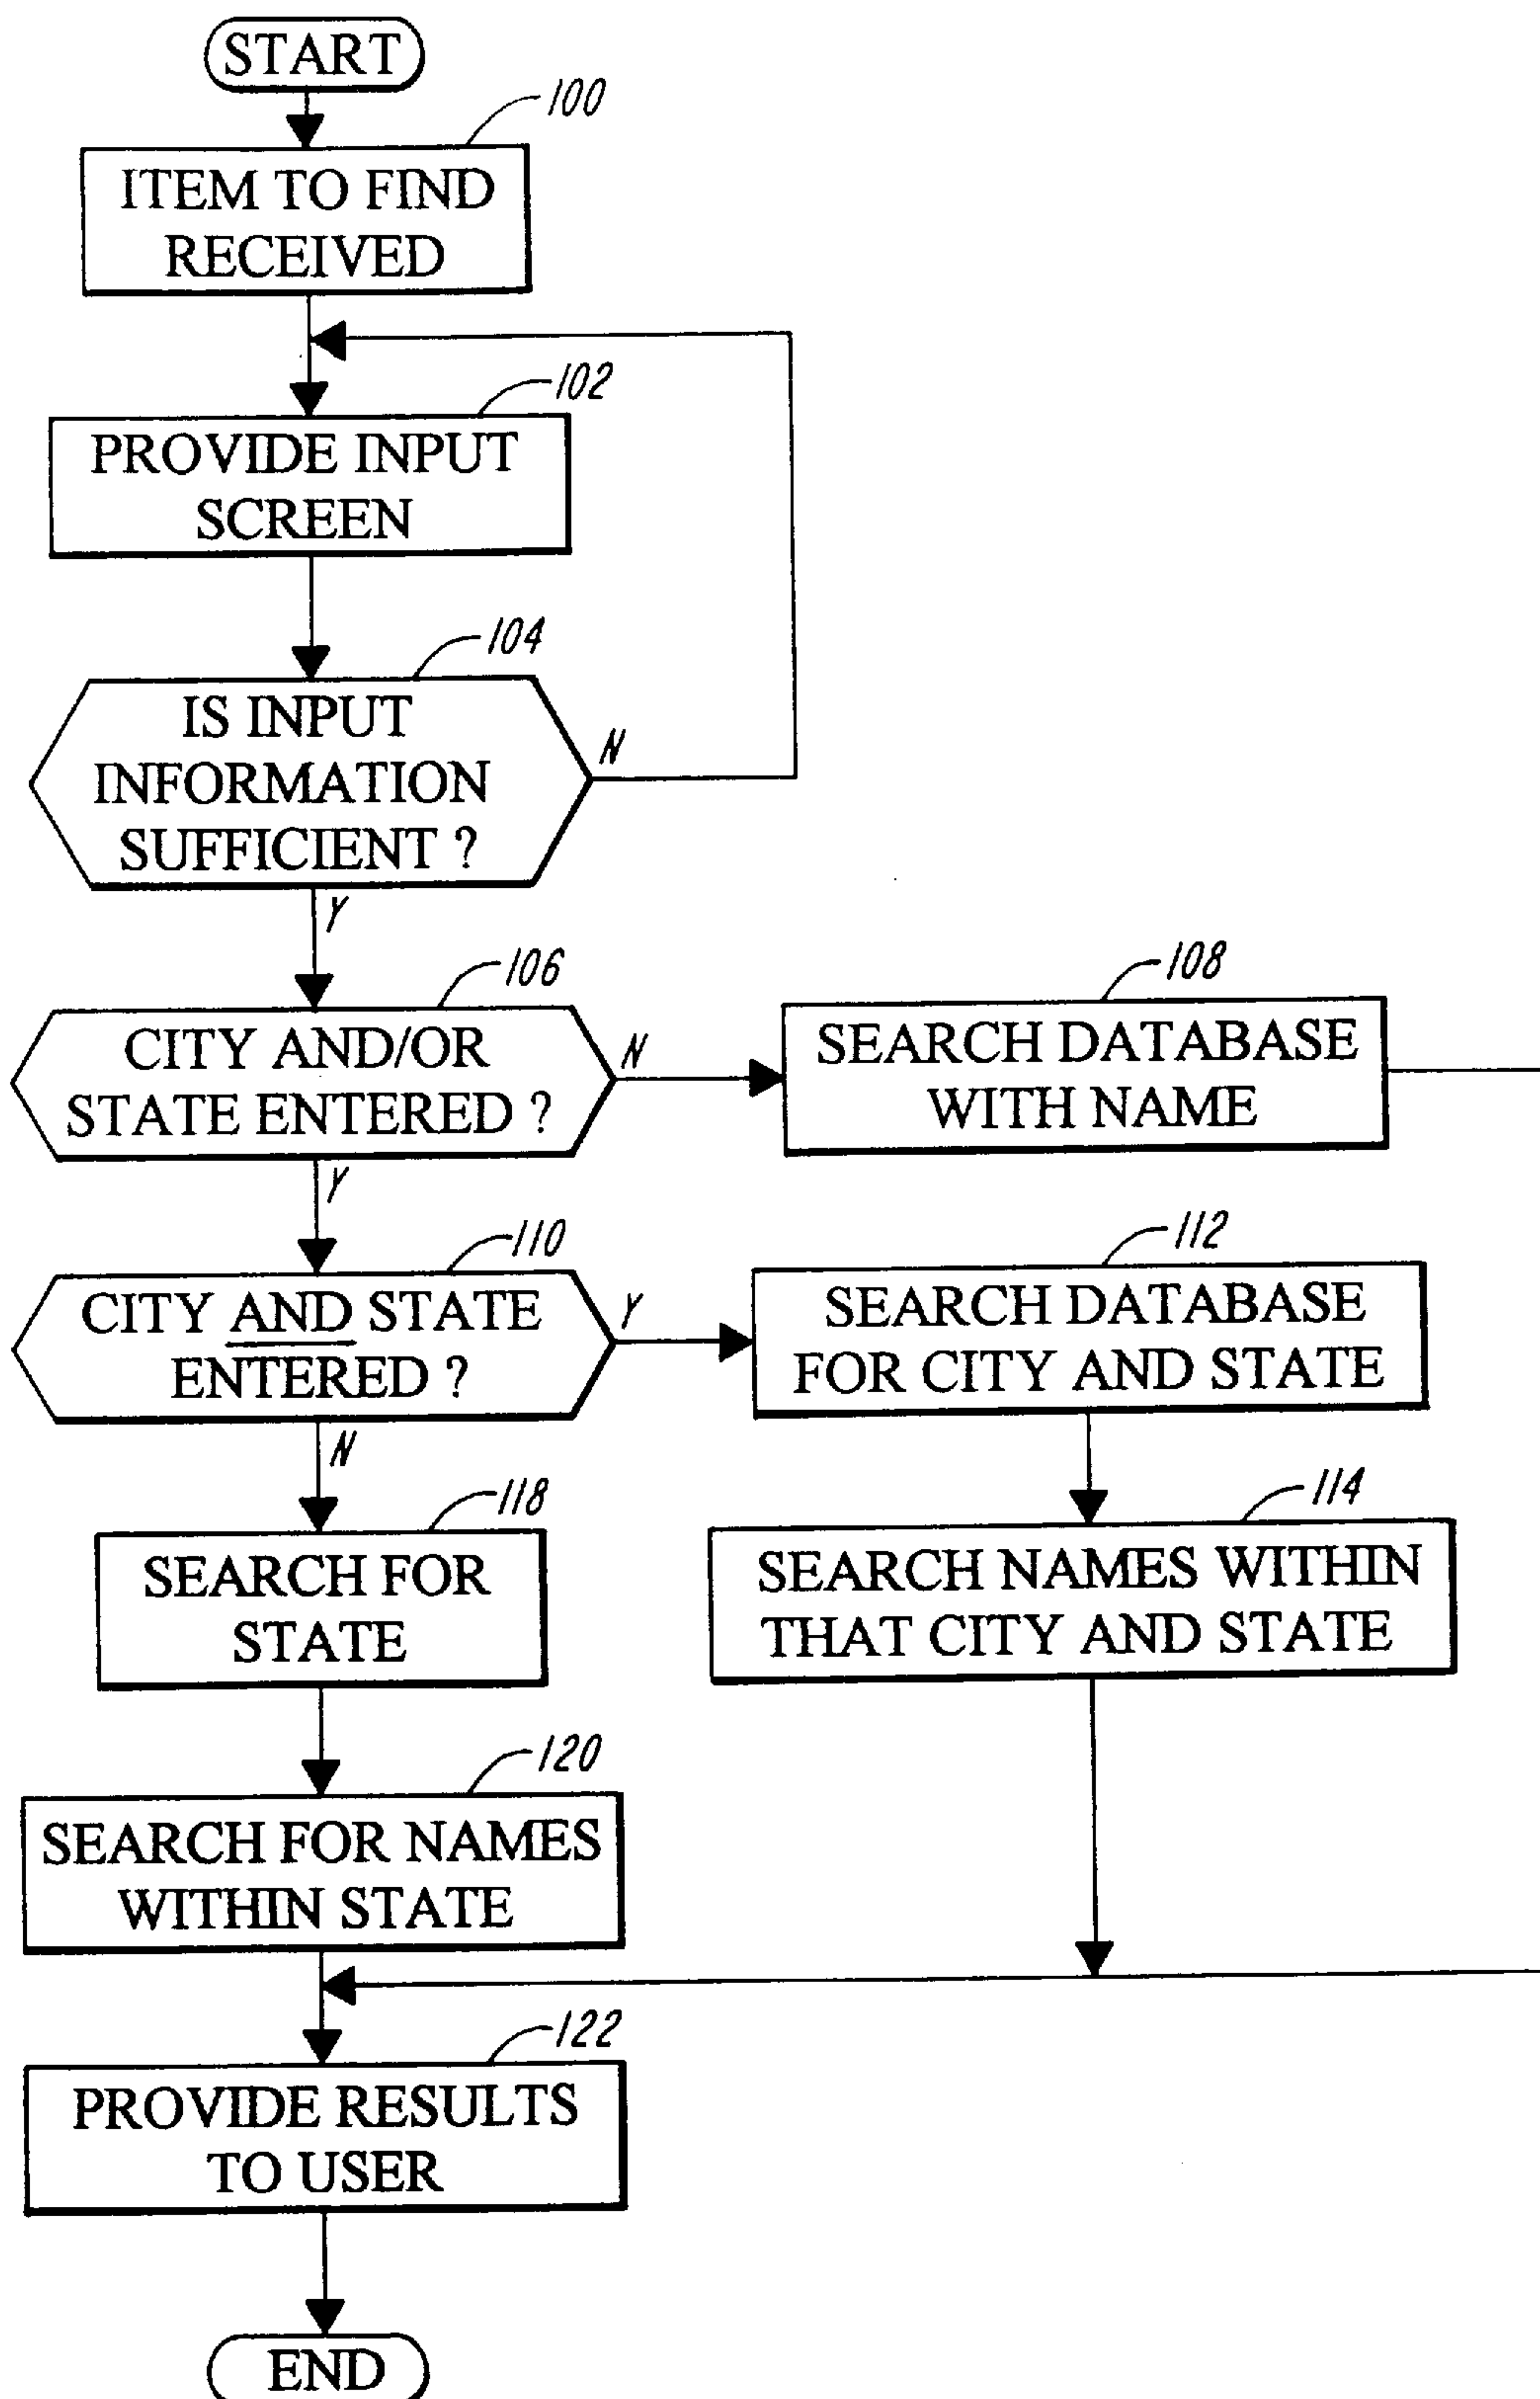 START
100
ITEM TO FIND
RECEIVED
102
PROVIDE INPUT
SCREEN
104
IS INPUT
INFORMATION
SUFFICIENT ?
N
Y
106
CITY AND/OR
STATE ENTERED ?
N
108
SEARCH DATABASE
WITH NAME
Y
110
CITY AND STATE
ENTERED ?
Y
112
SEARCH DATABASE
FOR CITY AND STATE
N
114
SEARCH NAMES WITHIN
THAT CITY AND STATE
118
SEARCH FOR
STATE
120
SEARCH FOR NAMES
WITHIN STATE
122
PROVIDE RESULTS
TO USER
END